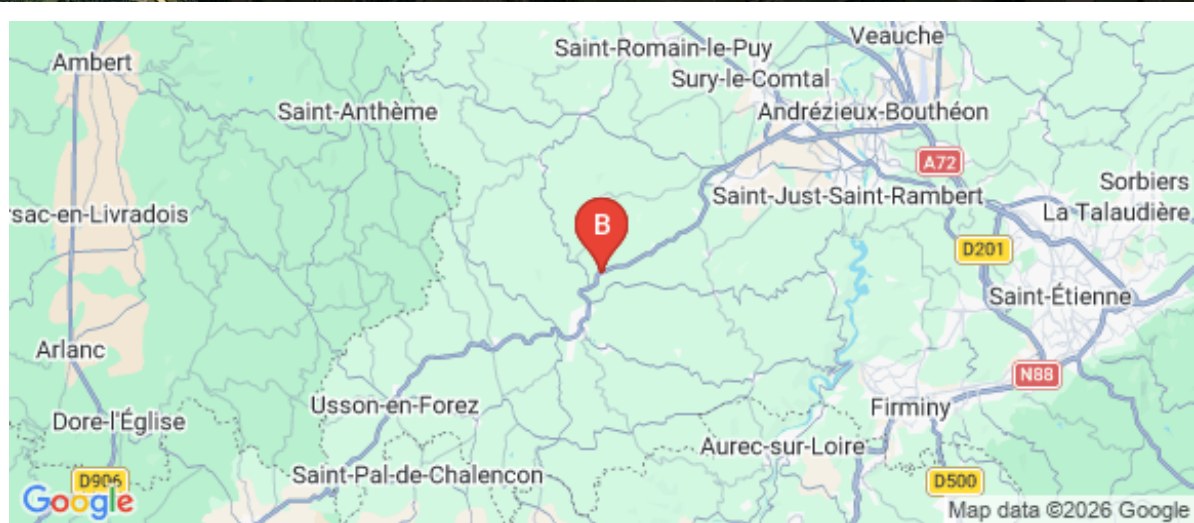 Veauche
Saint-Romain-le-Puy
Ambert
Sury-le-Comtal
Saint-Anthème
Andrézieux-Bouthéon
A72
Sorbiers
Saint-Just-Saint-Rambert
rsac-en-Livradois
La Talaudière
B
D201
Saint-Étienne
Arlanc
N88
Usson-en-Forez
Firminy
Dore-l'Église
Aurec-sur-Loire
Saint-Pal-de-Chalencon
D906
D500
Google
Map data ©2026 Google